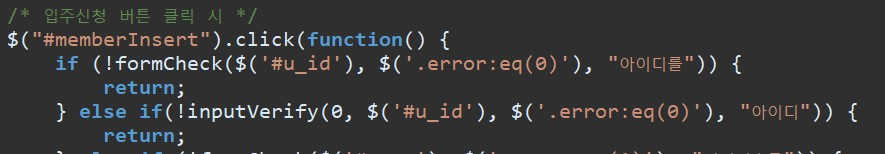 /* 입주신청 버튼 클릭 시 */
$("#memberInsert").click(function() {
if (!formCheck($('#u_id'), $('.error:eq(0)'), "아이디를")) {
return;
} else if(!inputVerify(0, $('#u_id'), $('.error:eq(0)'), "아이디")) {
return;